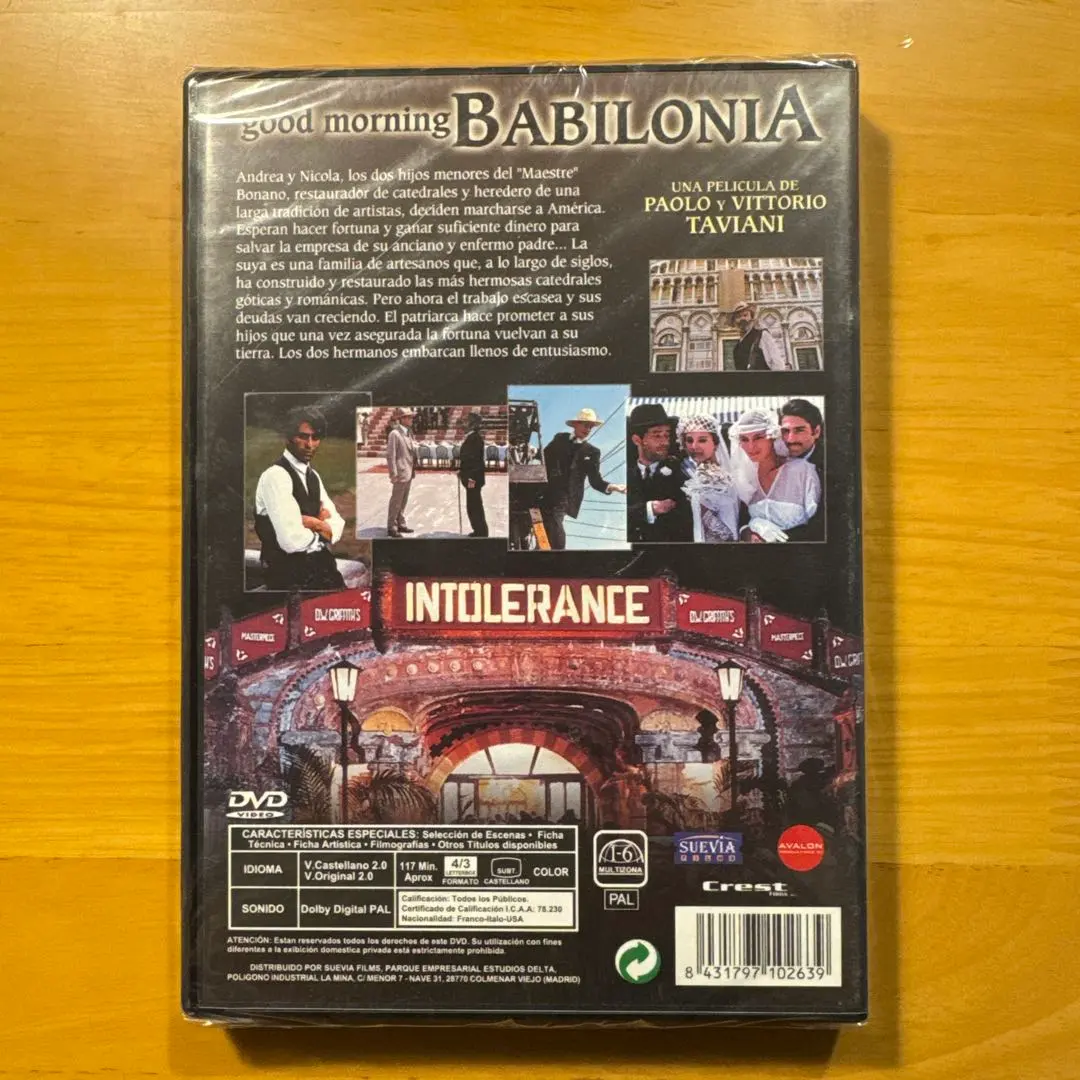 good morning BABILONIA
Andrea y Nicola, los dos hijos menores del "Maestre"
Bonano, restaurador de catedrales y heredero de una
larga tradición de artistas, deciden marcharse a América.
Esperan hacer fortuna y ganar suficiente dinero para
salvar la empresa de su anciano y enfermo padre... La
suya es una familia de artesanos que, a lo largo de siglos,
ha construido y restaurado las más hermosas catedrales
góticas y románicas. Pero ahora el trabajo escasea y sus
deudas van creciendo. El patriarca hace prometer a sus
hijos que una vez asegurada la fortuna vuelvan a su
tierra. Los dos hermanos embarcan llenos de entusiasmo.
UNA PELICULA DE
PAOLO Y VITTORIO
TAVIANI
INTOLERANCE
MASTERPIECE
D.W. GRIFFITH'S
D.W. GRIFFITH'S
MASTERPIECE
DVD
VIDEO
CARACTERÍSTICAS ESPECIALES: Selección de Escenas • Ficha
Técnica • Ficha Artística • Filmografías • Otros Títulos disponibles
IDIOMA
V.Castellano 2.0
V.Original 2.0
117 Min.
Aprox
4/3
LETTERBOX
FORMATO
SUBT.
CASTELLANO
COLOR
SONIDO
Dolby Digital PAL
Calificación: Todos los Públicos.
Certificado de Calificación I.C.A.A: 78.230
Nacionalidad: Franco-Italo-USA
1-6
MULTIZONA
PAL
SUEVIA
FILMS
AVALON
Crest
FILMS
8 431797 102639
ATENCIÓN: Estan reservados todos los derechos de este DVD. Su utilización con fines
diferentes a la exibición domestica privada está estrictamente prohibida.
DISTRIBUIDO POR SUEVIA FILMS, PARQUE EMPRESARIAL ESTUDIOS DELTA,
POLIGONO INDUSTRIAL LA MINA, C/ MENOR 7 - NAVE 31, 28770 COLMENAR VIEJO (MADRID)